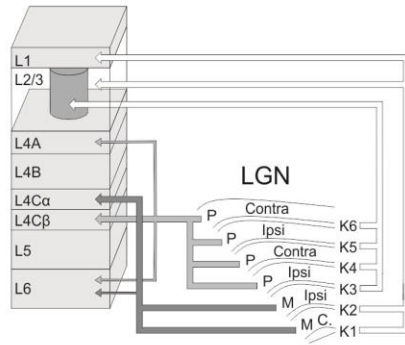 L1
L2/3
L4A
L4B
L4Cα
L4Cβ
L5
L6
LGN
P Contra K6
P Ipsi K5
P Contra K4
P Ipsi K3
M Ipsi K2
M C. K1